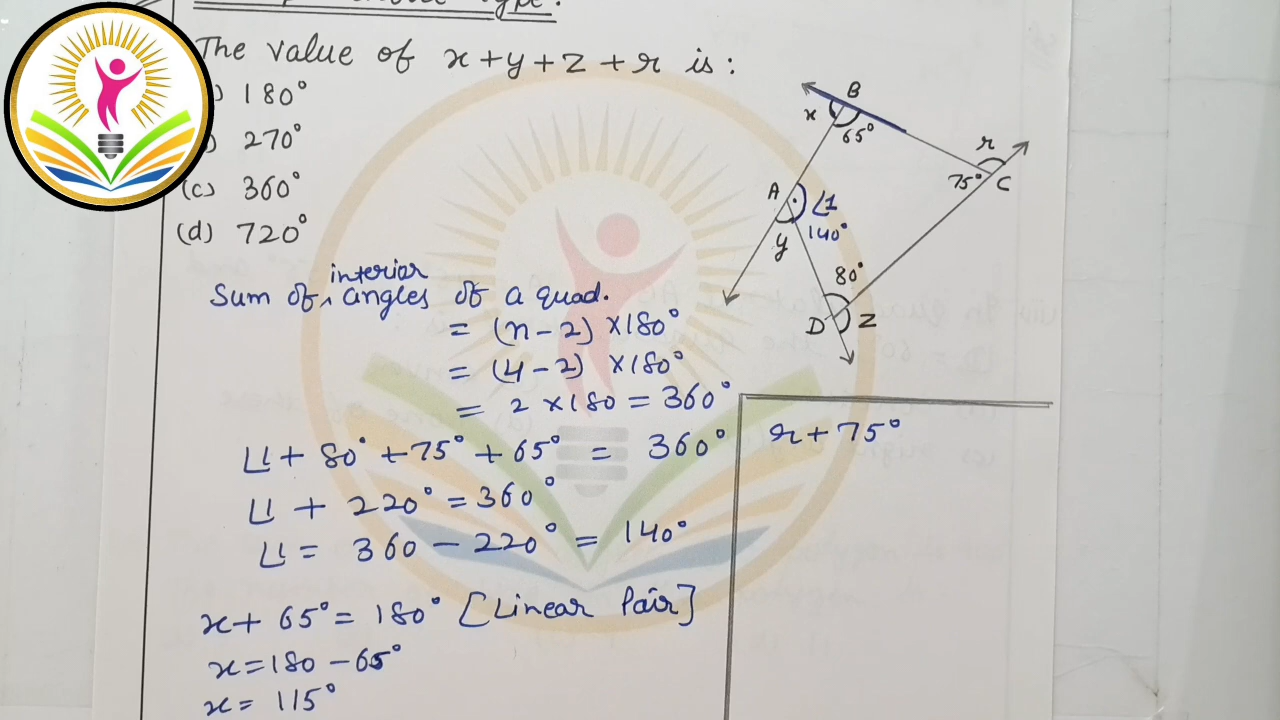 The value of x+y+z+r is:
180°
270°
(c) 360°
(d) 720°
B
x
65°
r
75°
C
A
∠1
140°
y
80°
D
z
interior
Sum of ‸ angles of a quad.
= (n-2) ×180°
= (4-2) ×180°
= 2 ×180 = 360°
∠1 + 80° +75° +65° = 360°
∠1 + 220° = 360°
∠1 = 360 - 220° = 140°
x+ 65° = 180° [Linear Pair]
x=180 -65°
x= 115°
r+75°